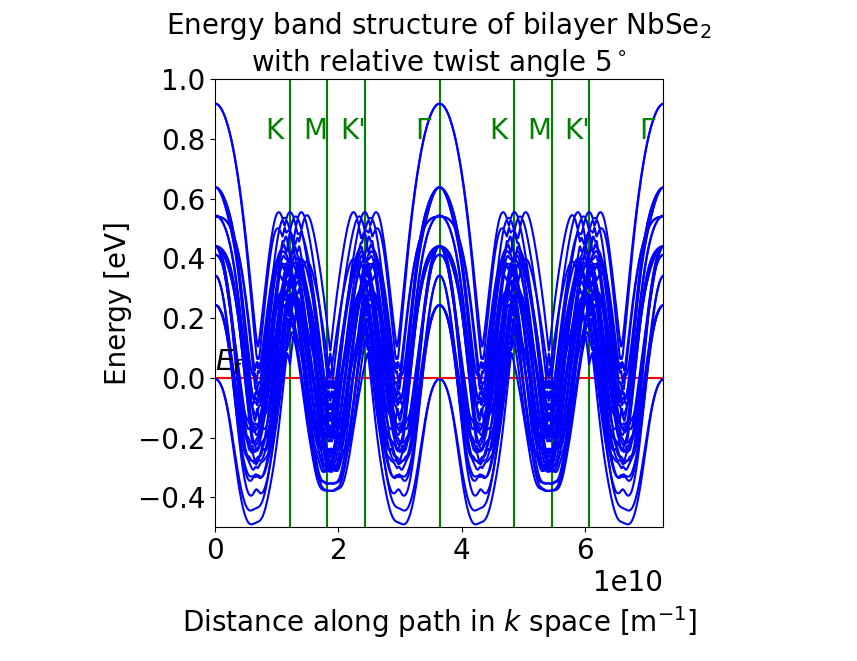 Energy band structure of bilayer NbSe₂
with relative twist angle 5°
1.0
0.8
0.6
0.4
0.2
0.0
−0.2
−0.4
Energy [eV]
K M K' Γ K M K' Γ
E_f
0 2 4 6
1e10
Distance along path in k space [m⁻¹]